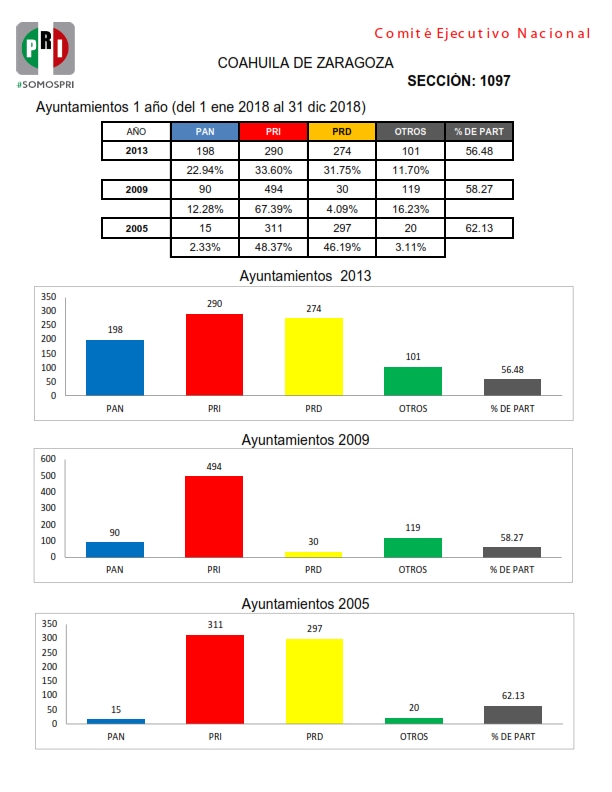 Comité Ejecutivo Nacional
PRI
#SOMOSPRI
COAHUILA DE ZARAGOZA
SECCIÓN: 1097
Ayuntamientos 1 año (del 1 ene 2018 al 31 dic 2018)
AÑO PAN PRI PRD OTROS % DE PART
2013 198 290 274 101 56.48
22.94% 33.60% 31.75% 11.70%
2009 90 494 30 119 58.27
12.28% 67.39% 4.09% 16.23%
2005 15 311 297 20 62.13
2.33% 48.37% 46.19% 3.11%
Ayuntamientos 2013
350
300
250
200
150
100
50
0
198 290 274 101 56.48
PAN PRI PRD OTROS % DE PART
Ayuntamientos 2009
600
500
400
300
200
100
0
90 494 30 119 58.27
PAN PRI PRD OTROS % DE PART
Ayuntamientos 2005
350
300
250
200
150
100
50
0
15 311 297 20 62.13
PAN PRI PRD OTROS % DE PART